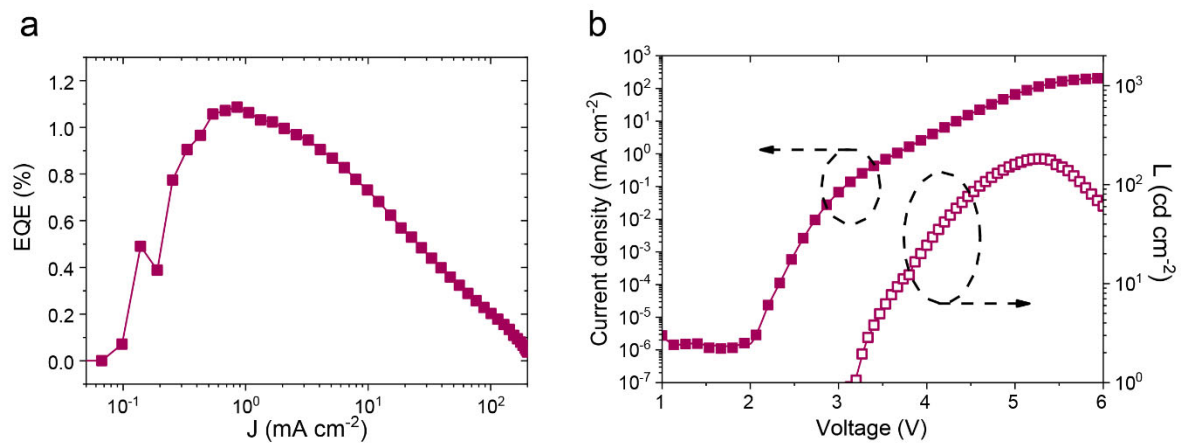 a
EQE (%)
1.2
1.0
0.8
0.6
0.4
0.2
0.0
10⁻¹ 10⁰ 10¹ 10²
J (mA cm⁻²)
b
Current density (mA cm⁻²)
10³
10²
10¹
10⁰
10⁻¹
10⁻²
10⁻³
10⁻⁴
10⁻⁵
10⁻⁶
10⁻⁷
1 2 3 4 5 6
Voltage (V)
10³
10²
10¹
10⁰
L (cd cm⁻²)